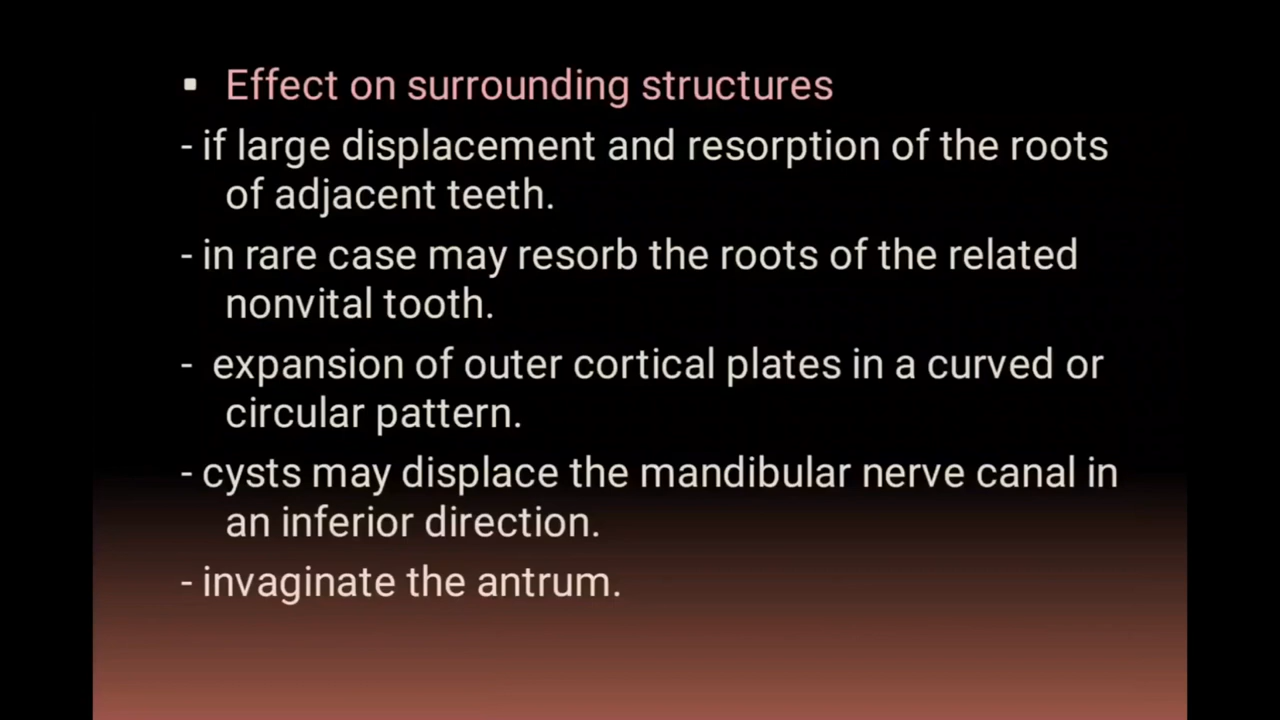 ▪ Effect on surrounding structures
- if large displacement and resorption of the roots
of adjacent teeth.
- in rare case may resorb the roots of the related
nonvital tooth.
- expansion of outer cortical plates in a curved or
circular pattern.
- cysts may displace the mandibular nerve canal in
an inferior direction.
- invaginate the antrum.